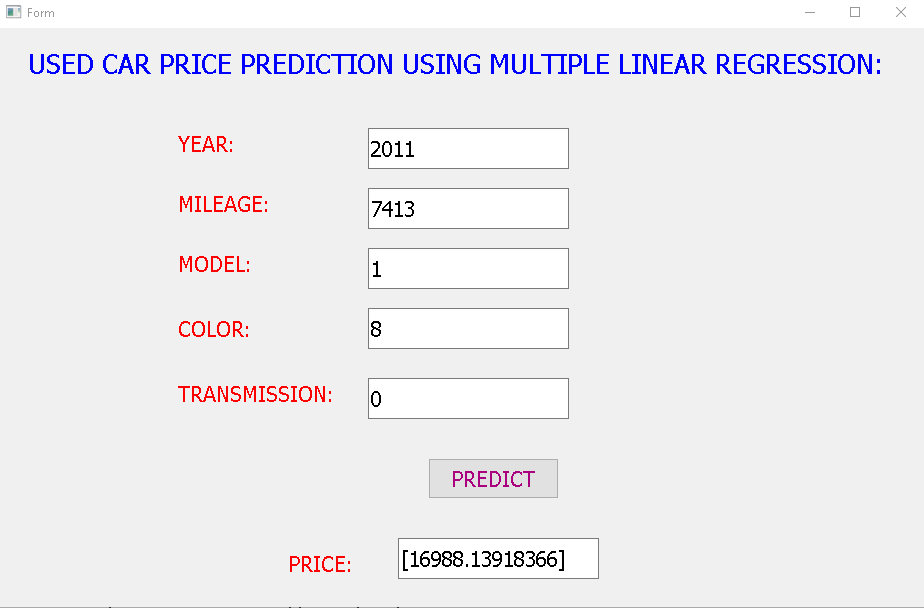 Form
USED CAR PRICE PREDICTION USING MULTIPLE LINEAR REGRESSION:
YEAR: 2011
MILEAGE: 7413
MODEL: 1
COLOR: 8
TRANSMISSION: 0
PREDICT
PRICE: [16988.13918366]